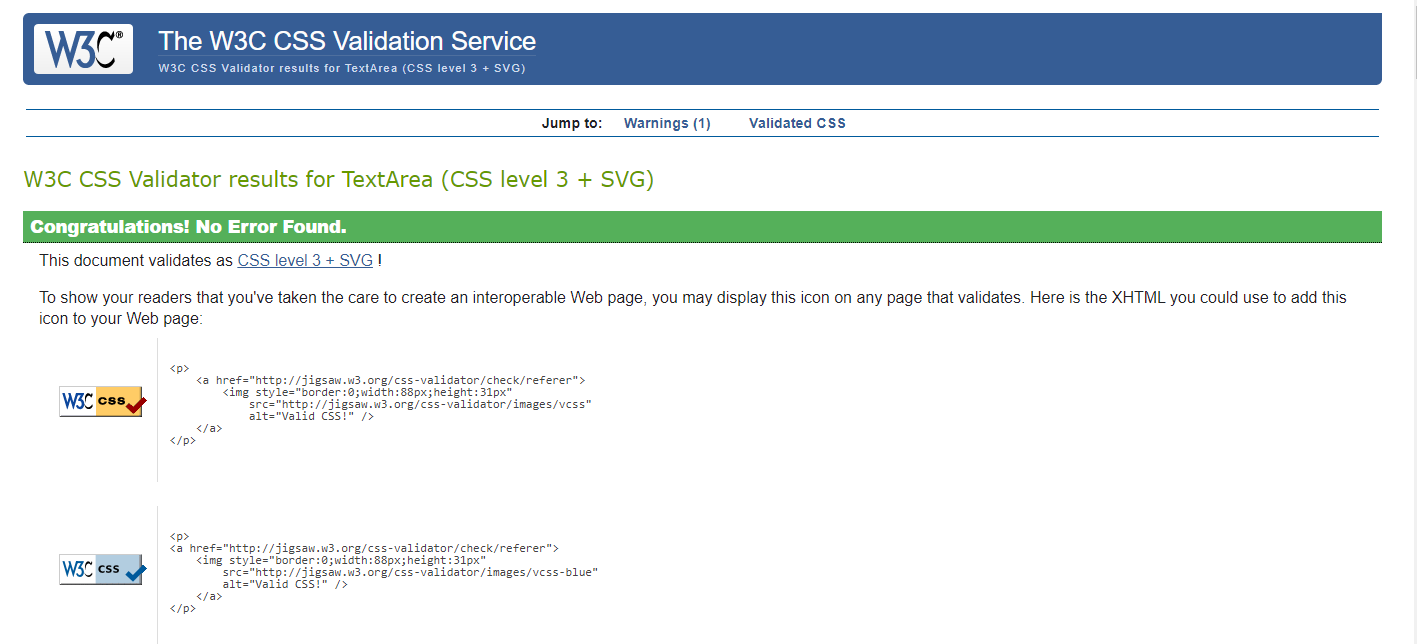 W3C® The W3C CSS Validation Service
W3C CSS Validator results for TextArea (CSS level 3 + SVG)
Jump to: Warnings (1) Validated CSS
W3C CSS Validator results for TextArea (CSS level 3 + SVG)
Congratulations! No Error Found.
This document validates as CSS level 3 + SVG !
To show your readers that you've taken the care to create an interoperable Web page, you may display this icon on any page that validates. Here is the XHTML you could use to add this
icon to your Web page:
W3C css
<p>
    <a href="http://jigsaw.w3.org/css-validator/check/referer">
        <img style="border:0;width:88px;height:31px"
            src="http://jigsaw.w3.org/css-validator/images/vcss"
            alt="Valid CSS!" />
    </a>
</p>
W3C css
<p>
<a href="http://jigsaw.w3.org/css-validator/check/referer">
    <img style="border:0;width:88px;height:31px"
        src="http://jigsaw.w3.org/css-validator/images/vcss-blue"
        alt="Valid CSS!" />
    </a>
</p>